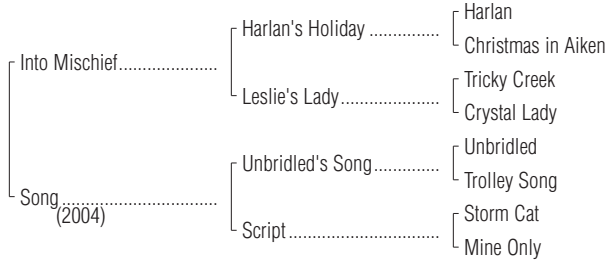 Harlan
Harlan's Holiday ................
Christmas in Aiken
Into Mischief......................
Tricky Creek
Leslie's Lady......................
Crystal Lady
Unbridled
Unbridled's Song...............
Trolley Song
Song ...................................
(2004)
Storm Cat
Script ..................................
Mine Only